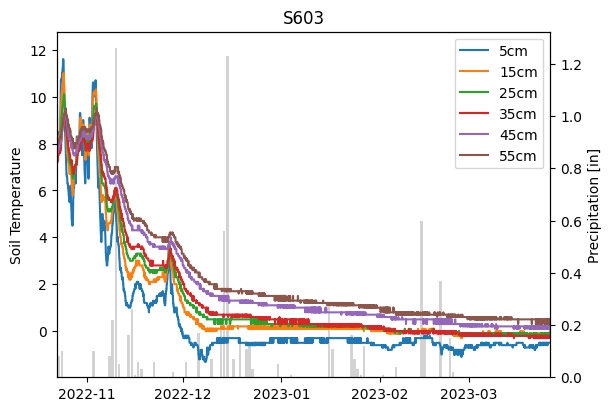 S603
Soil Temperature
12
10
8
6
4
2
0
5cm
15cm
25cm
35cm
45cm
55cm
1.2
1.0
0.8
0.6
0.4
0.2
0.0
Precipitation [in]
2022-11
2022-12
2023-01
2023-02
2023-03